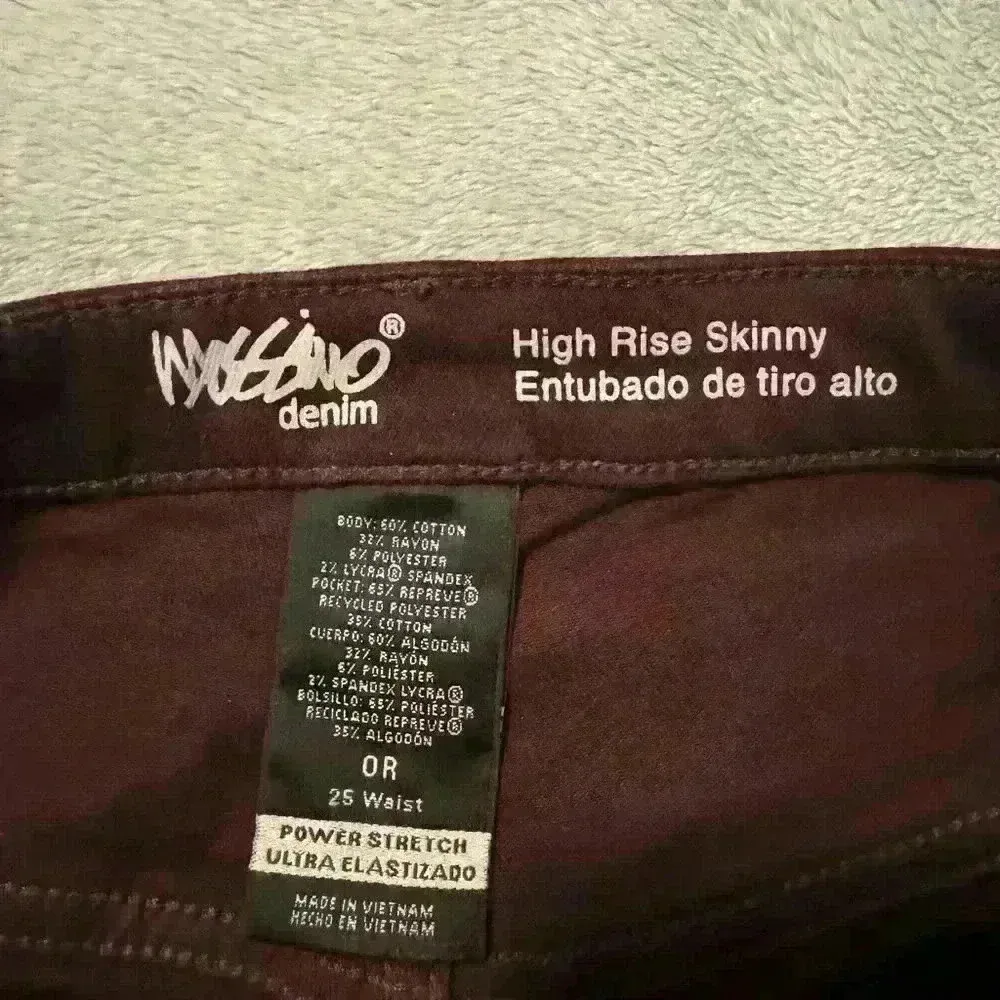 Mossimo®
denim
High Rise Skinny
Entubado de tiro alto
BODY: 60% COTTON
32% RAYON
6% POLYESTER
2% LYCRA® SPANDEX
POCKET: 65% REPREVE®
RECYCLED POLYESTER
35% COTTON
CUERPO: 60% ALGODÓN
32% RAYÓN
6% POLIÉSTER
2% SPANDEX LYCRA®
BOLSILLO: 65% POLIÉSTER
RECICLADO REPREVE®
35% ALGODÓN
OR
25 Waist
POWER STRETCH
ULTRA ELASTIZADO
MADE IN VIETNAM
HECHO EN VIETNAM